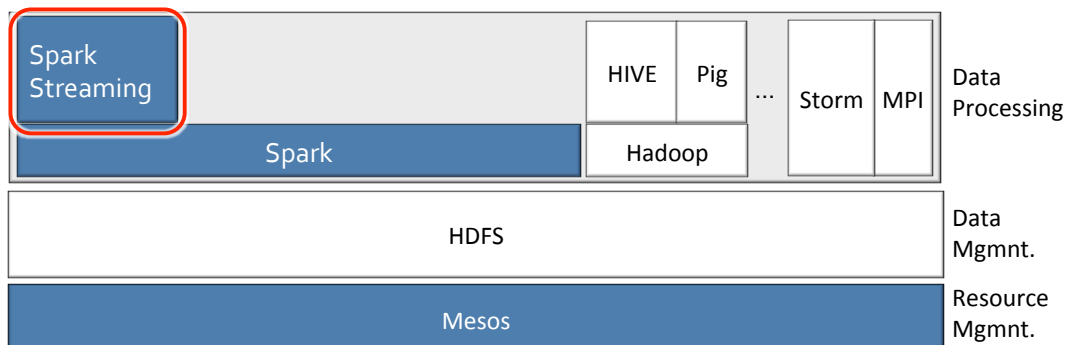 Spark
Streaming
HIVE
Pig
...
Storm
MPI
Data
Processing
Spark
Hadoop
HDFS
Data
Mgmnt.
Mesos
Resource
Mgmnt.